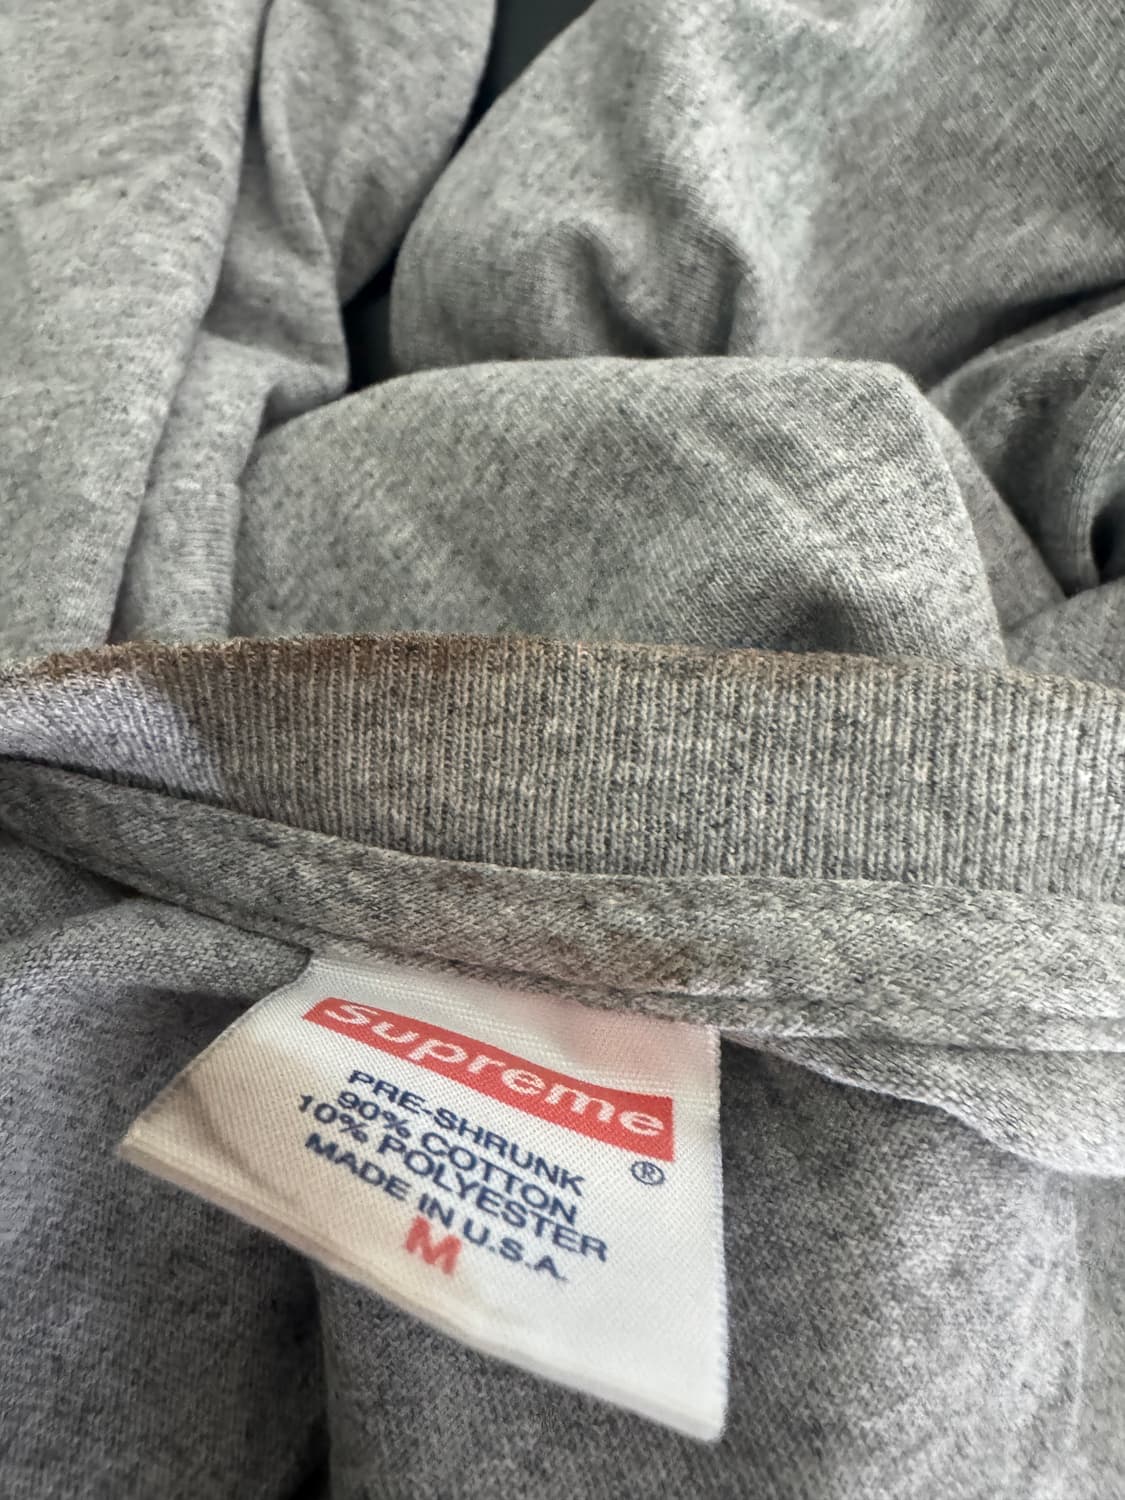 Supreme
®
PRE-SHRUNK
90% COTTON
10% POLYESTER
MADE IN U.S.A.
M